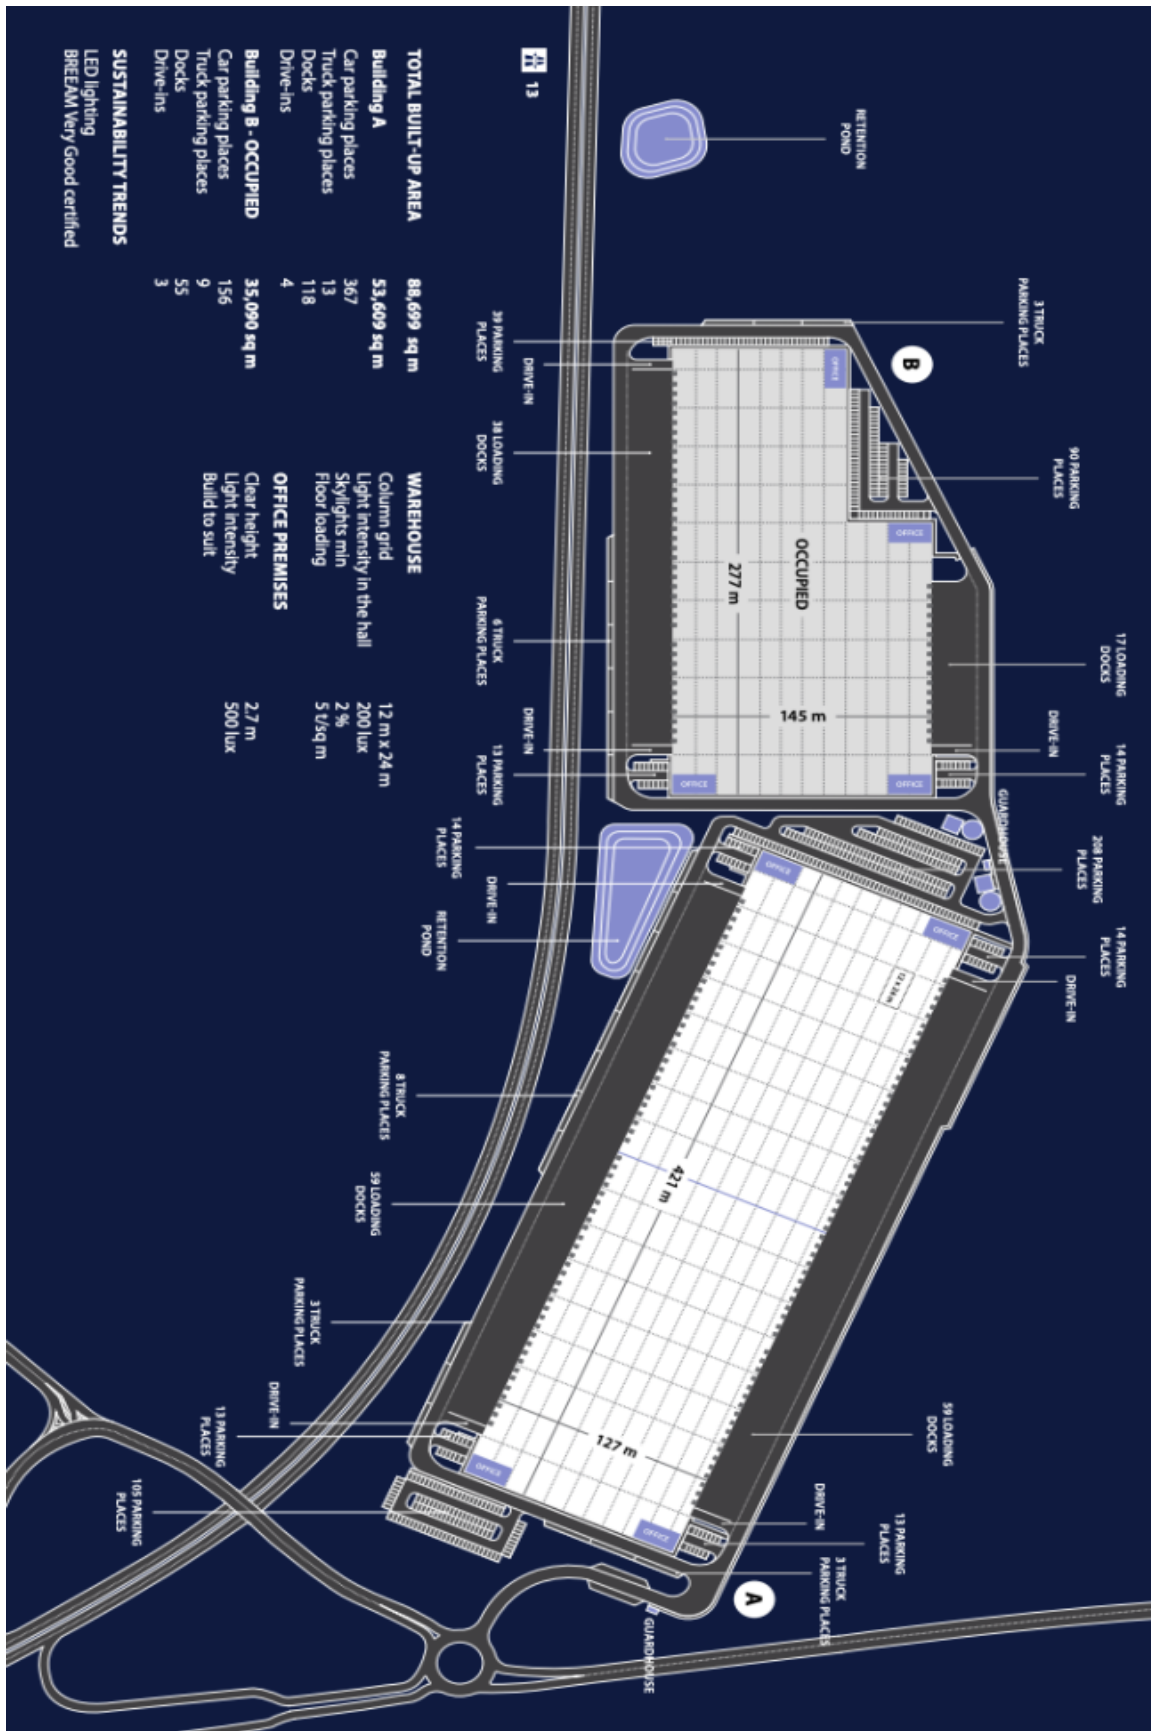 TOTAL BUILT-UP AREA 88,699 sq m
Building A 53,609 sq m
Car parking places 367
Truck parking places 13
Docks 118
Drive-ins 4
Building B - OCCUPIED 35,090 sq m
Car parking places 156
Truck parking places 9
Docks 55
Drive-ins 3
SUSTAINABILITY TRENDS
LED lighting
BREEAM Very Good certified
WAREHOUSE
Column grid 12 m x 24 m
Light intensity in the hall 200 lux
Skylights min 2 %
Floor loading 5 t/sq m
OFFICE PREMISES
Clear height 2.7 m
Light intensity 500 lux
Build to suit
13
RETENTION
POND
3 TRUCK
PARKING PLACES
B
90 PARKING
PLACES
17 LOADING
DOCKS
DRIVE-IN
14 PARKING
PLACES
GUARDHOUSE
208 PARKING
PLACES
14 PARKING
PLACES
DRIVE-IN
OFFICE
OFFICE
OCCUPIED
277 m
145 m
OFFICE
OFFICE
39 PARKING
PLACES
DRIVE-IN
38 LOADING
DOCKS
6 TRUCK
PARKING PLACES
DRIVE-IN
13 PARKING
PLACES
14 PARKING
PLACES
DRIVE-IN
RETENTION
POND
OFFICE
OFFICE
12 x 24 m
421 m
127 m
OFFICE
OFFICE
8 TRUCK
PARKING PLACES
59 LOADING
DOCKS
3 TRUCK
PARKING PLACES
DRIVE-IN
13 PARKING
PLACES
105 PARKING
PLACES
59 LOADING
DOCKS
DRIVE-IN
13 PARKING
PLACES
3 TRUCK
PARKING PLACES
A
GUARDHOUSE